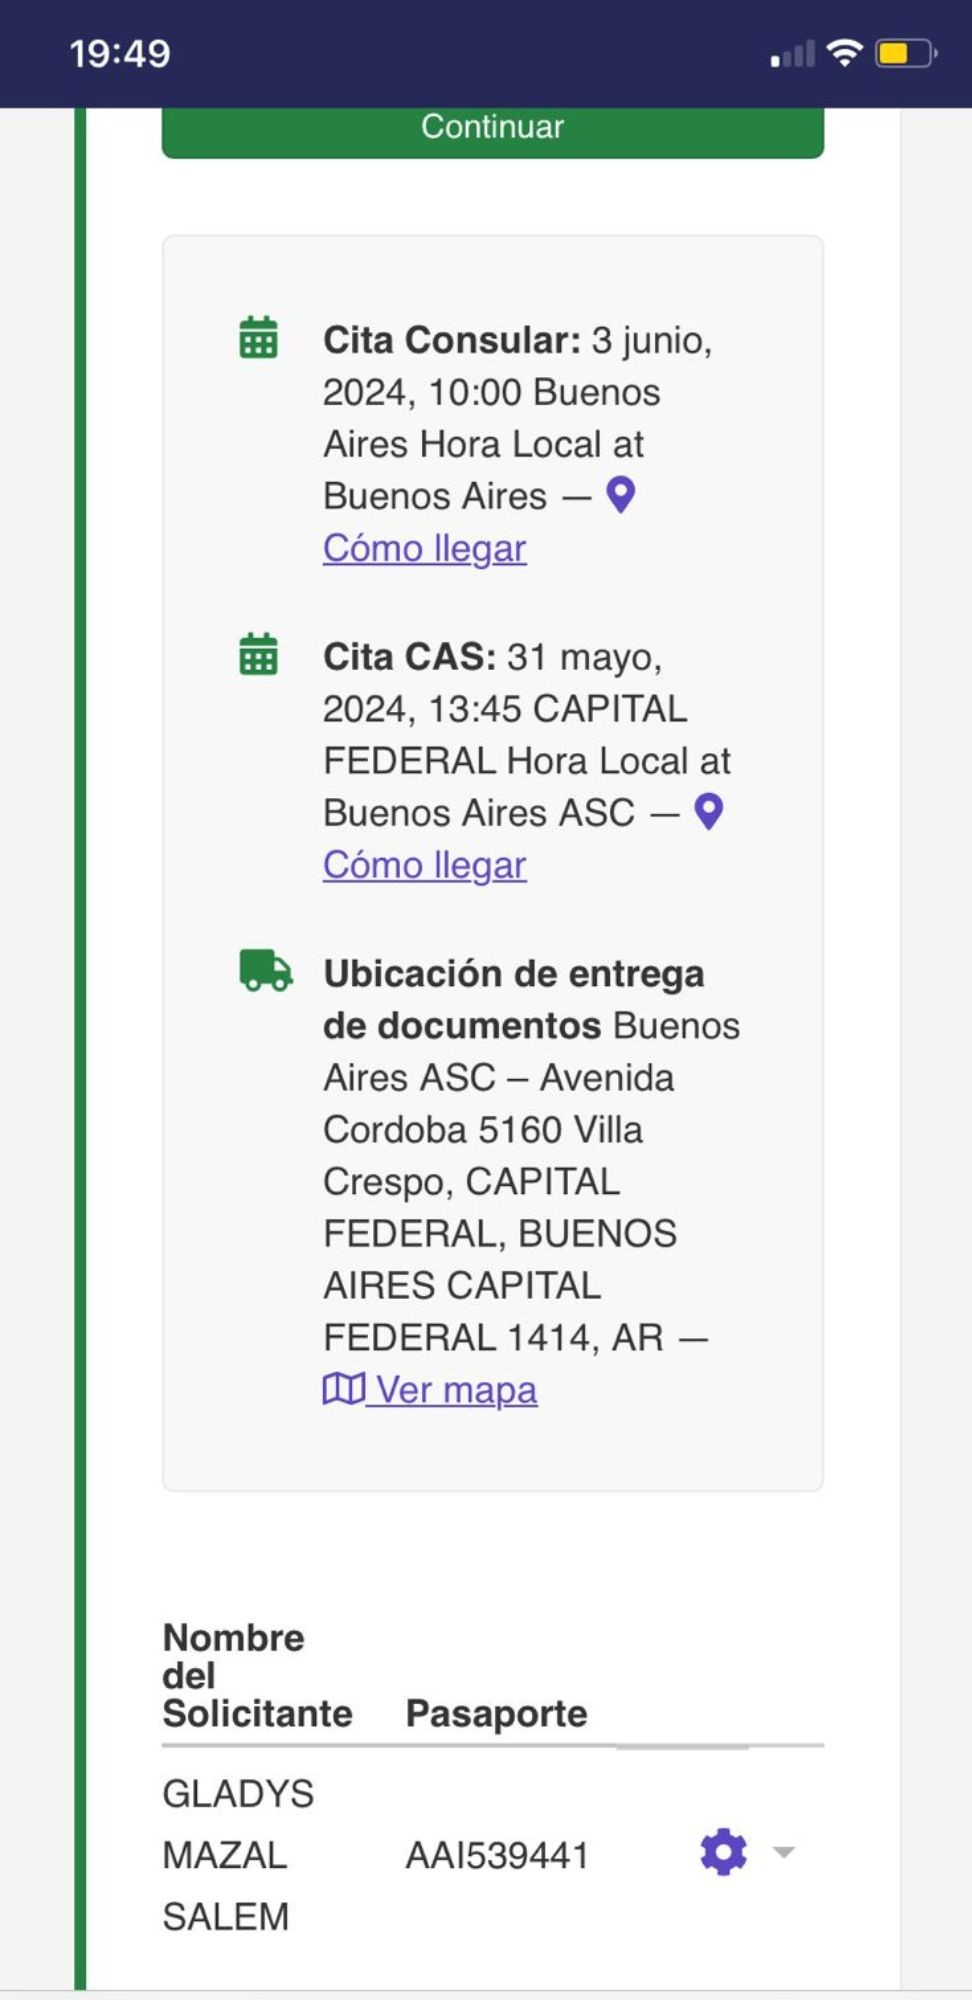 19:49
Continuar
Cita Consular: 3 junio,
2024, 10:00 Buenos
Aires Hora Local at
Buenos Aires —
Cómo llegar
Cita CAS: 31 mayo,
2024, 13:45 CAPITAL
FEDERAL Hora Local at
Buenos Aires ASC —
Cómo llegar
Ubicación de entrega
de documentos Buenos
Aires ASC – Avenida
Cordoba 5160 Villa
Crespo, CAPITAL
FEDERAL, BUENOS
AIRES CAPITAL
FEDERAL 1414, AR —
Ver mapa
Nombre
del
Solicitante Pasaporte
GLADYS
MAZAL AAI539441
SALEM